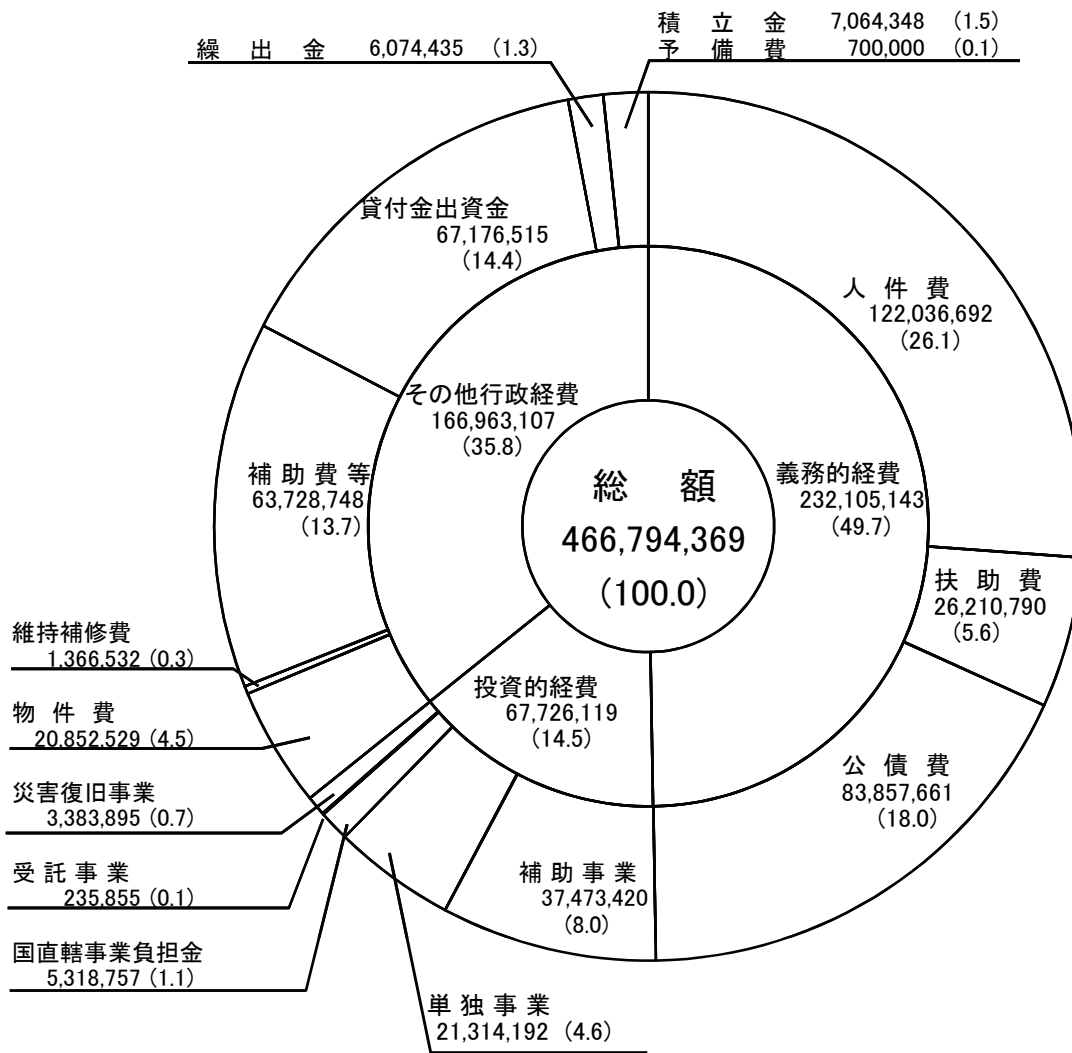 繰出金 6,074,435 (1.3)
積立金 7,064,348 (1.5)
予備費 700,000 (0.1)
貸付金出資金
67,176,515
(14.4)
人件費
122,036,692
(26.1)
その他行政経費
166,963,107
(35.8)
補助費等
63,728,748
(13.7)
総額
466,794,369
(100.0)
義務的経費
232,105,143
(49.7)
扶助費
26,210,790
(5.6)
維持補修費
1,366,532 (0.3)
投資的経費
67,726,119
(14.5)
物件費
20,852,529 (4.5)
公債費
83,857,661
(18.0)
災害復旧事業
3,383,895 (0.7)
受託事業
235,855 (0.1)
補助事業
37,473,420
(8.0)
国直轄事業負担金
5,318,757 (1.1)
単独事業
21,314,192 (4.6)